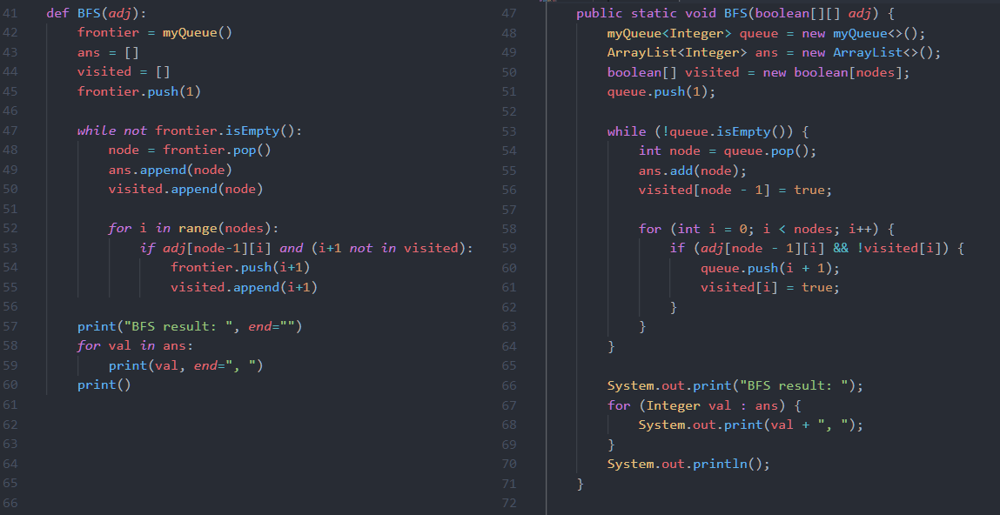 41 def BFS(adj):
42 frontier = myQueue()
43 ans = []
44 visited = []
45 frontier.push(1)
46
47 while not frontier.isEmpty():
48 node = frontier.pop()
49 ans.append(node)
50 visited.append(node)
51
52 for i in range(nodes):
53 if adj[node-1][i] and (i+1 not in visited):
54 frontier.push(i+1)
55 visited.append(i+1)
56
57 print("BFS result: ", end="")
58 for val in ans:
59 print(val, end=", ")
60 print()
61
62
63
64
65
66
47 public static void BFS(boolean[][] adj) {
48 myQueue<Integer> queue = new myQueue<>();
49 ArrayList<Integer> ans = new ArrayList<>();
50 boolean[] visited = new boolean[nodes];
51 queue.push(1);
52
53 while (!queue.isEmpty()) {
54 int node = queue.pop();
55 ans.add(node);
56 visited[node - 1] = true;
57
58 for (int i = 0; i < nodes; i++) {
59 if (adj[node - 1][i] && !visited[i]) {
60 queue.push(i + 1);
61 visited[i] = true;
62 }
63 }
64 }
65
66 System.out.print("BFS result: ");
67 for (Integer val : ans) {
68 System.out.print(val + ", ");
69 }
70 System.out.println();
71 }
72